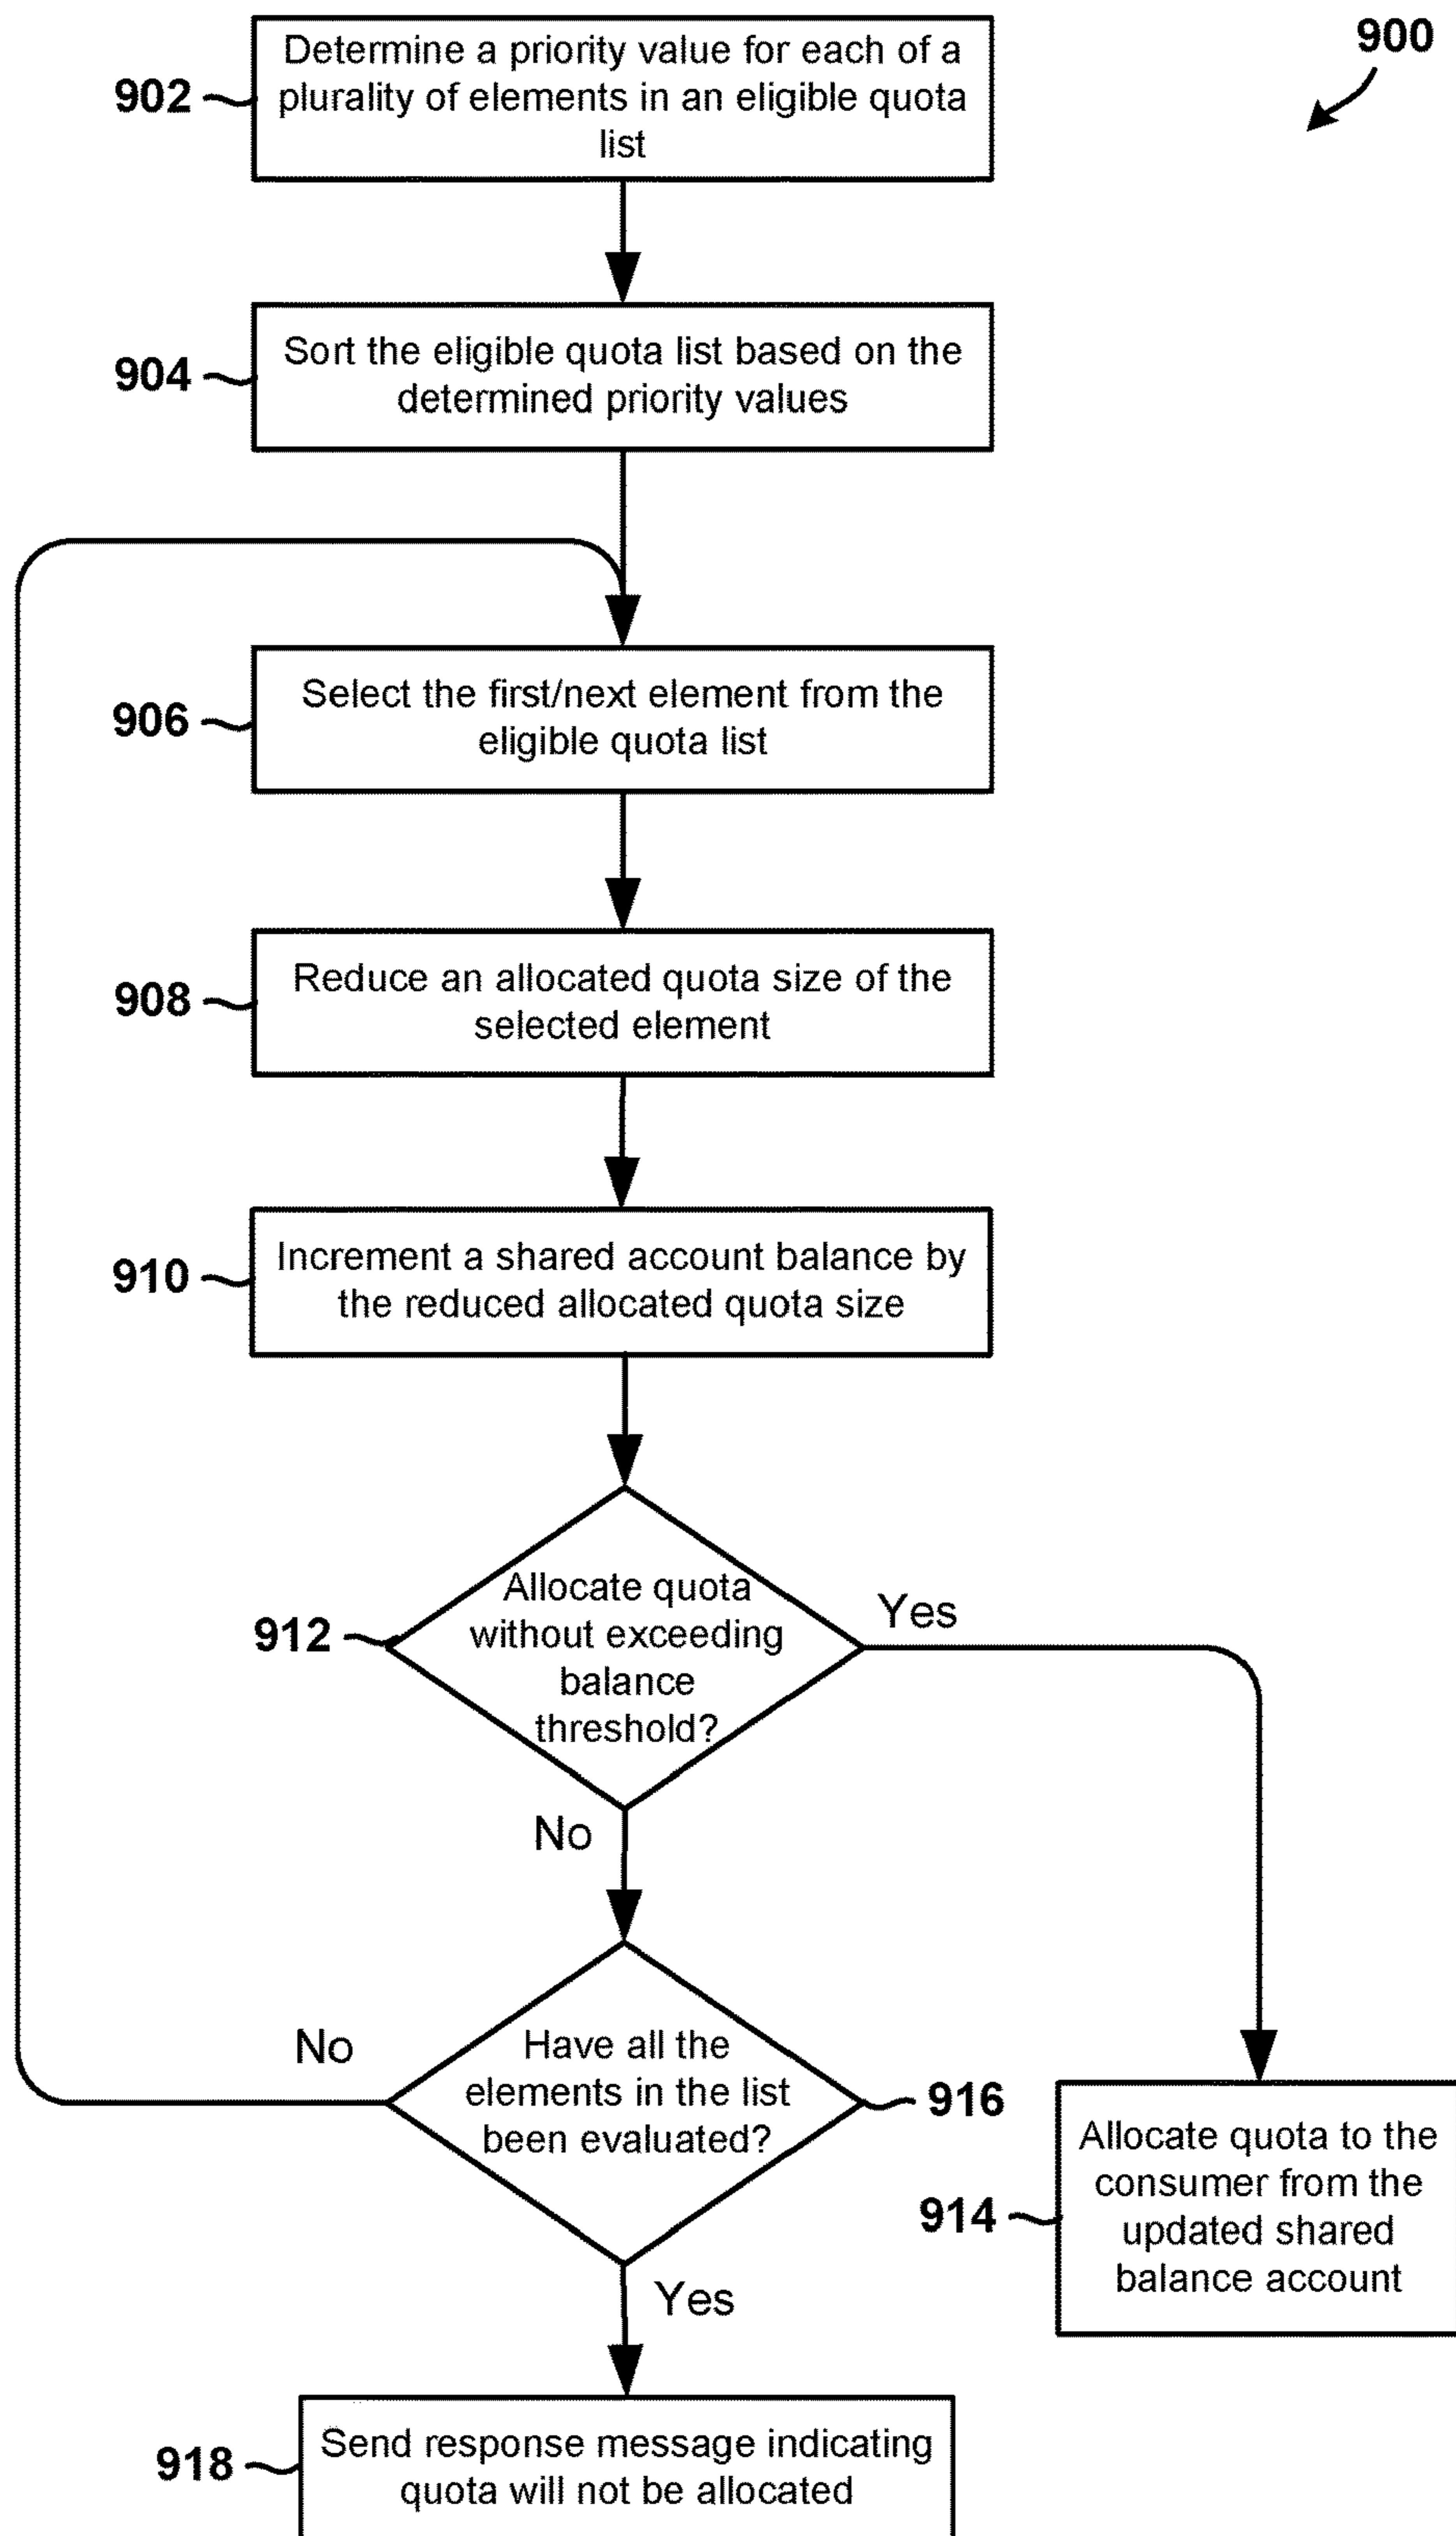 900
Determine a priority value for each of a
plurality of elements in an eligible quota
list
902
Sort the eligible quota list based on the
determined priority values
904
Select the first/next element from the
eligible quota list
906
Reduce an allocated quota size of the
selected element
908
Increment a shared account balance by
the reduced allocated quota size
910
Allocate quota
without exceeding
balance
threshold?
912
Yes
No
Have all the
elements in the list
been evaluated?
916
No
Yes
Allocate quota to the
consumer from the
updated shared
balance account
914
Send response message indicating
quota will not be allocated
918